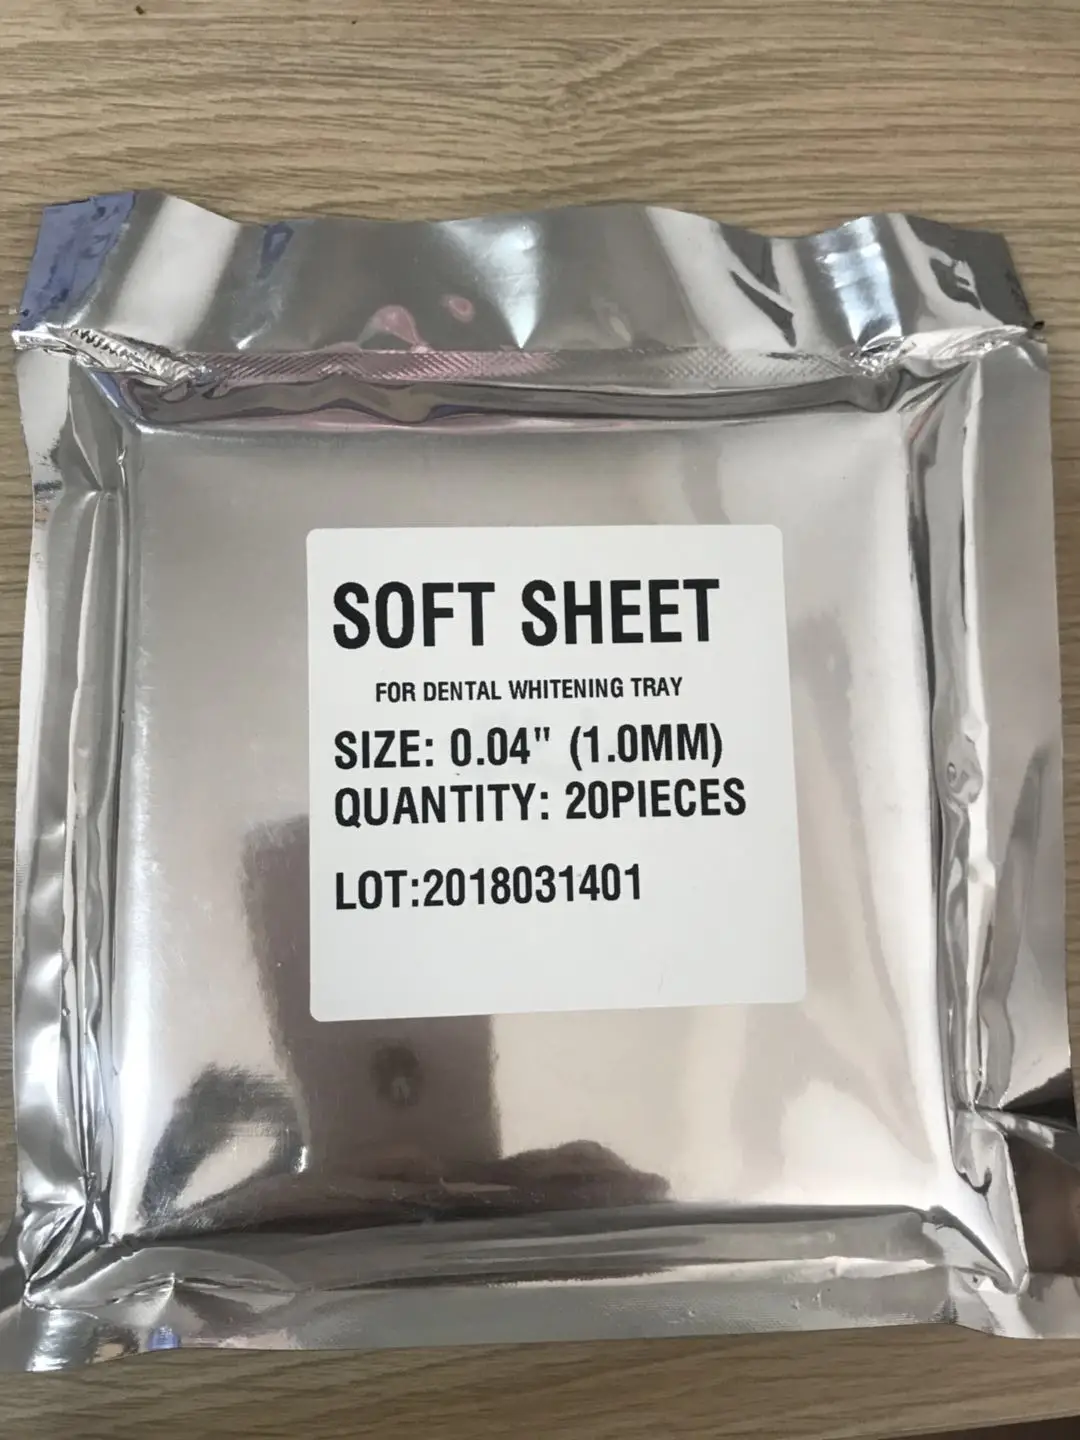 SOFT SHEET
FOR DENTAL WHITENING TRAY
SIZE: 0.04" (1.0MM)
QUANTITY: 20PIECES
LOT:2018031401